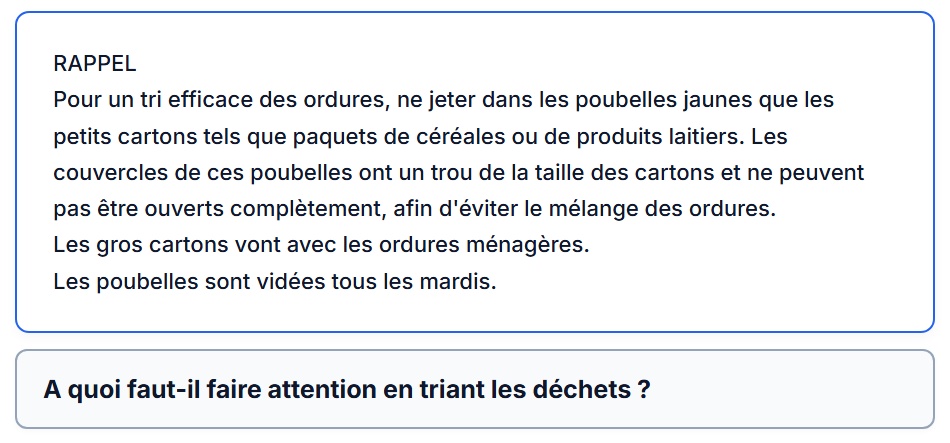 RAPPEL
Pour un tri efficace des ordures, ne jeter dans les poubelles jaunes que les
petits cartons tels que paquets de céréales ou de produits laitiers. Les
couvercles de ces poubelles ont un trou de la taille des cartons et ne peuvent
pas être ouverts complètement, afin d'éviter le mélange des ordures.
Les gros cartons vont avec les ordures ménagères.
Les poubelles sont vidées tous les mardis.
A quoi faut-il faire attention en triant les déchets ?